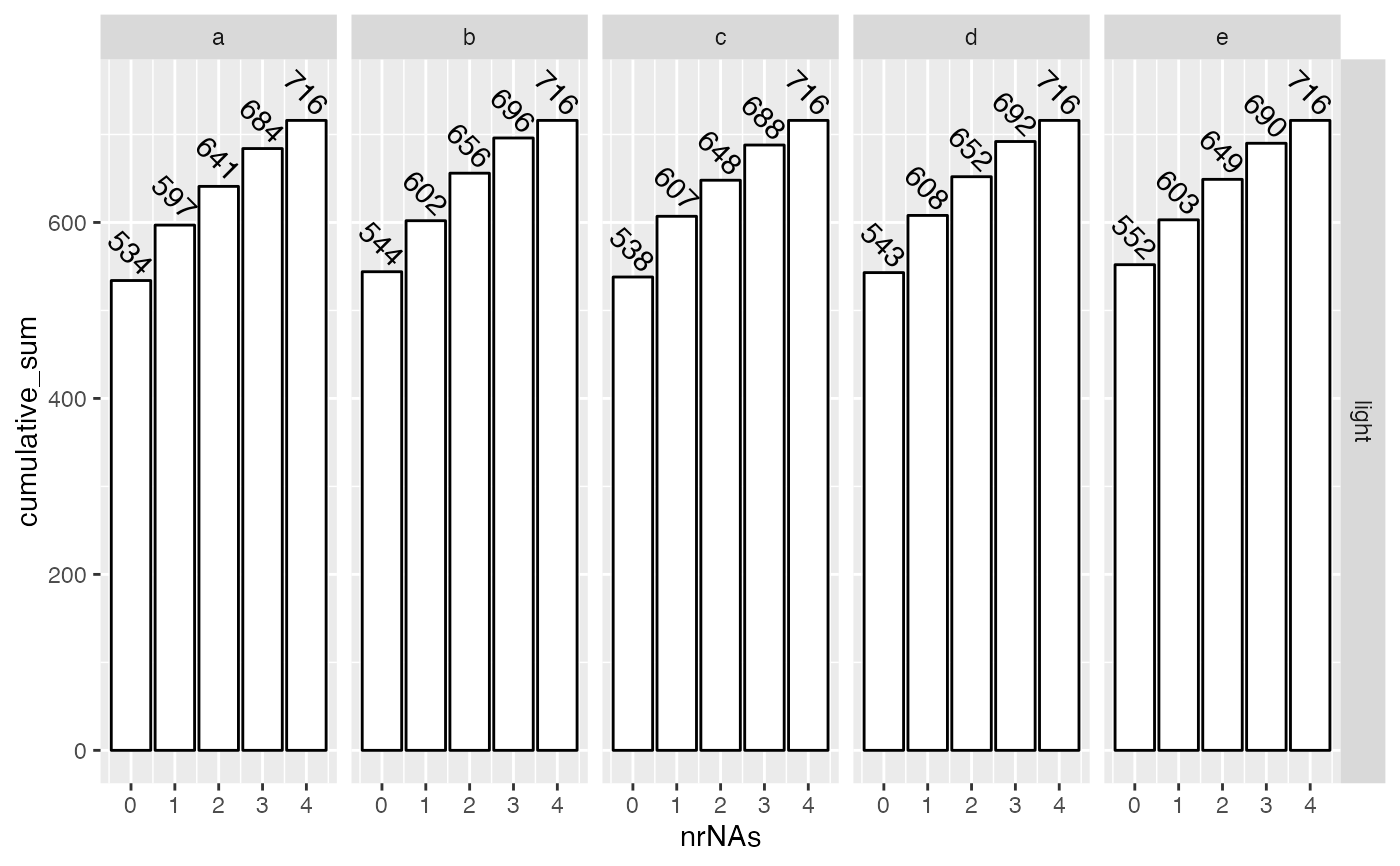 a b c d e
534 597 641 684 716
544 602 656 696 716
538 607 648 688 716
543 608 652 692 716
552 603 649 690 716
600
400
200
0
cumulative_sum
light
0 1 2 3 4
0 1 2 3 4
0 1 2 3 4
0 1 2 3 4
0 1 2 3 4
nrNAs